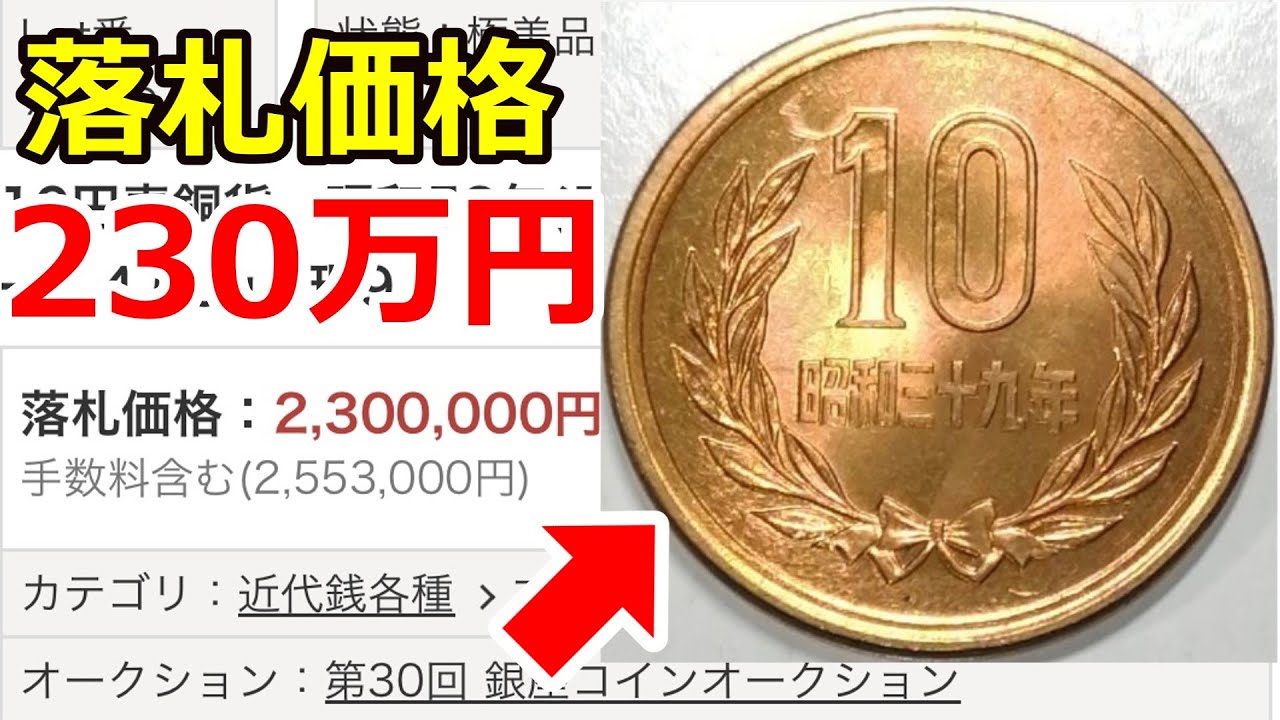 状態：極美品
落札価格
230万円
落札価格：2,300,000円
手数料含む(2,553,000円)
カテゴリ：近代銭各種 ›
オークション：第30回 銀座コインオークション
10
昭和三十九年